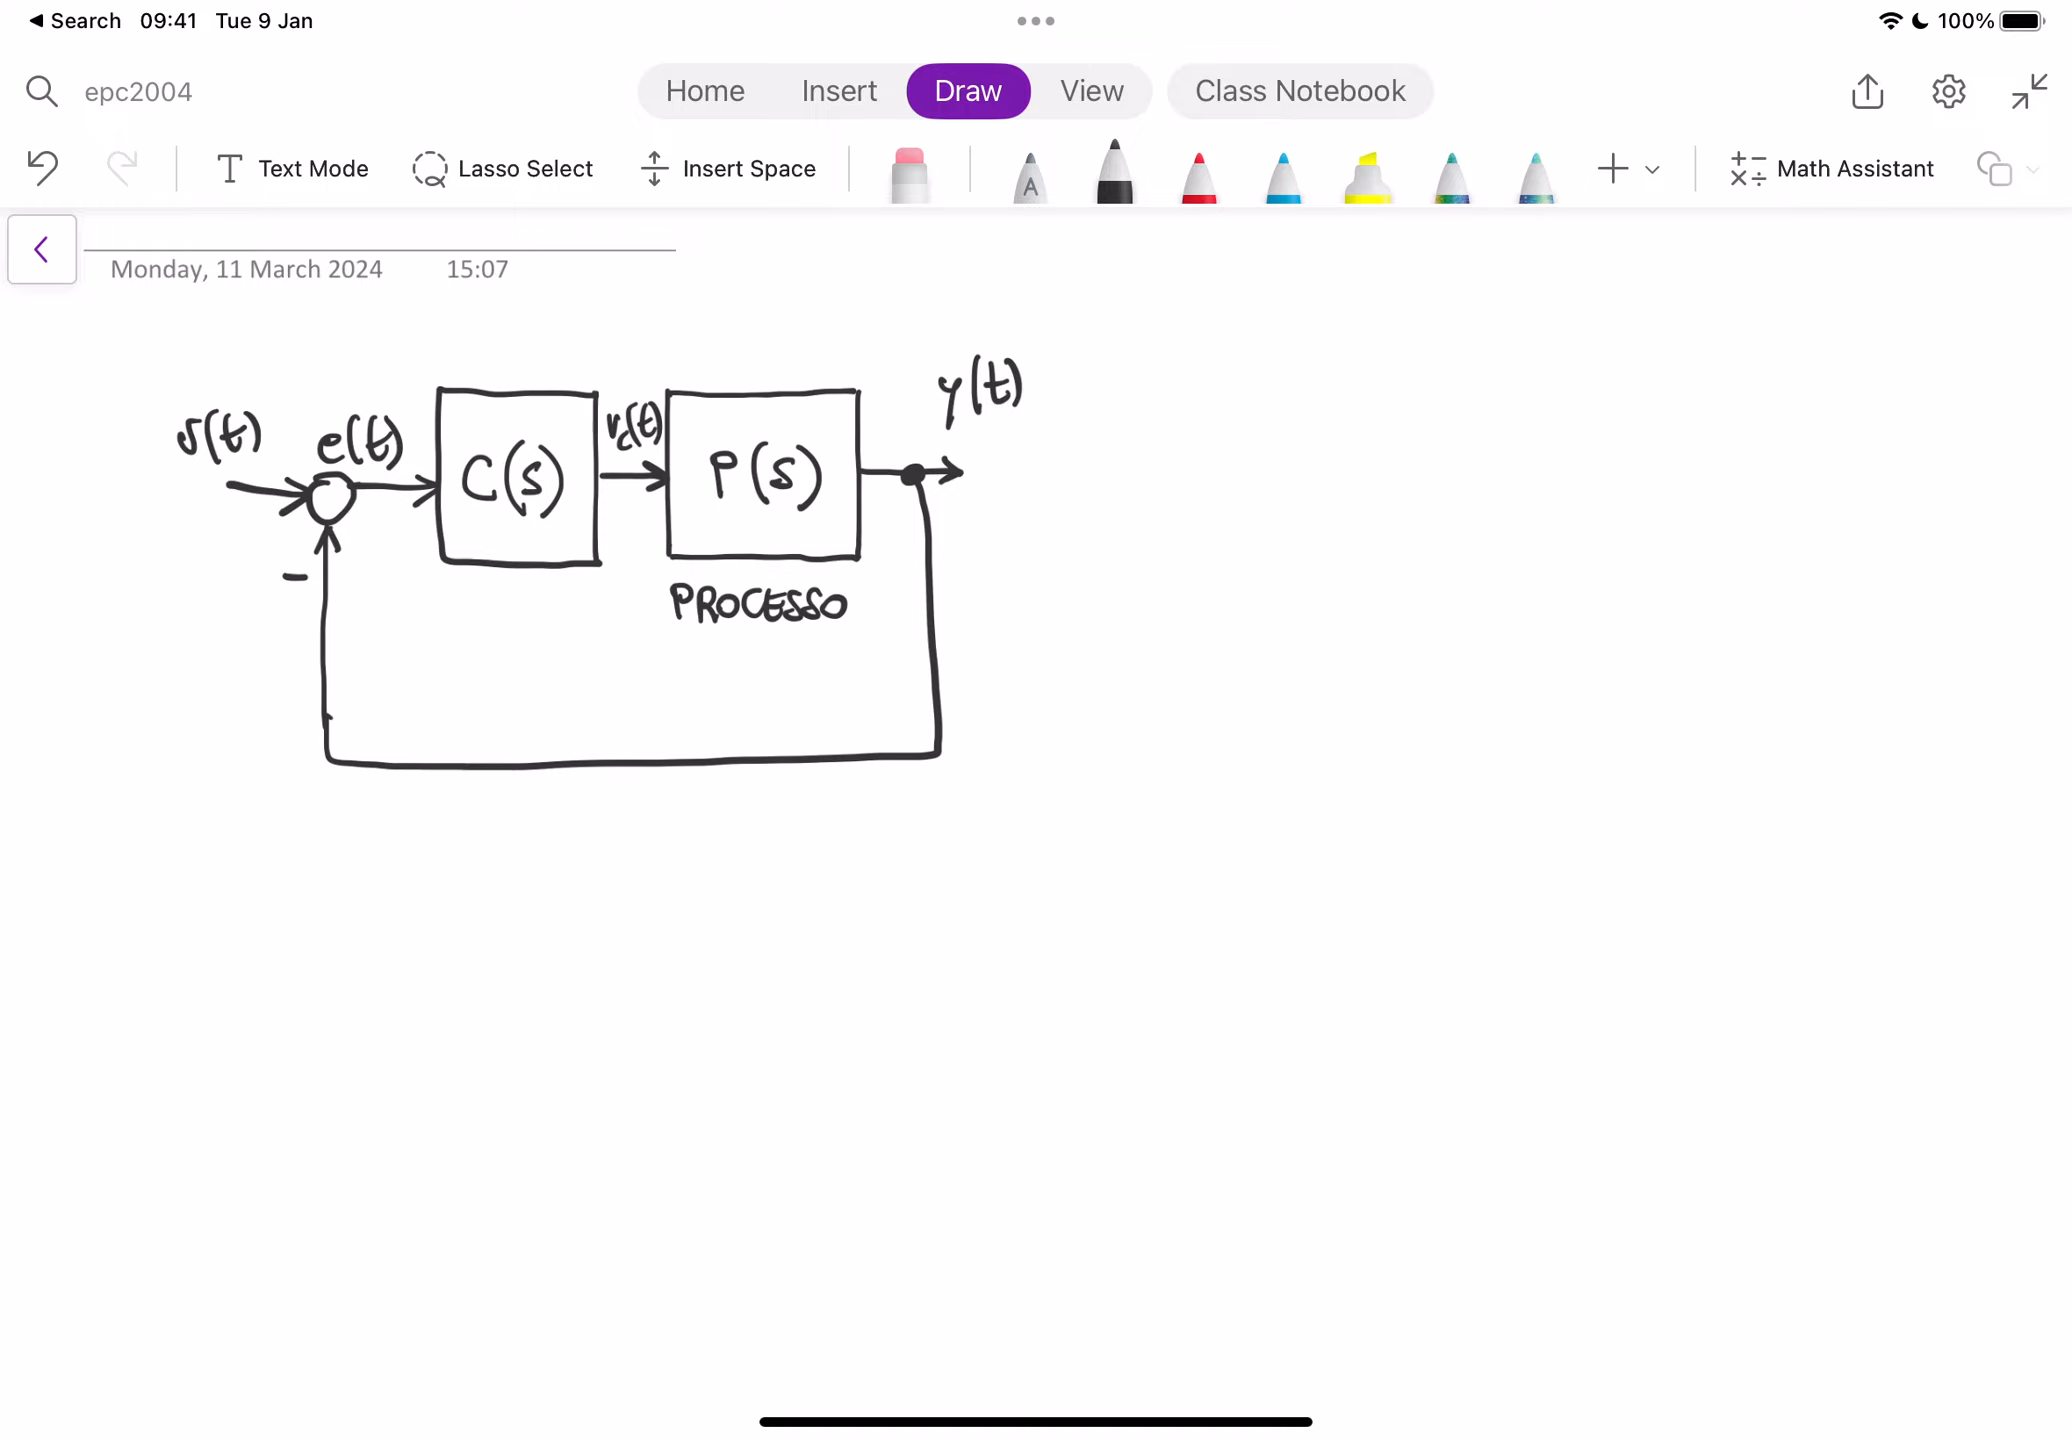 Search 09:41 Tue 9 Jan 100%
epc2004 Home Insert Draw View Class Notebook
Text Mode Lasso Select Insert Space A Math Assistant
Monday, 11 March 2024 15:07
y(t)
(t) e(t) C(s) (t) P(s)
-
PROCESSO